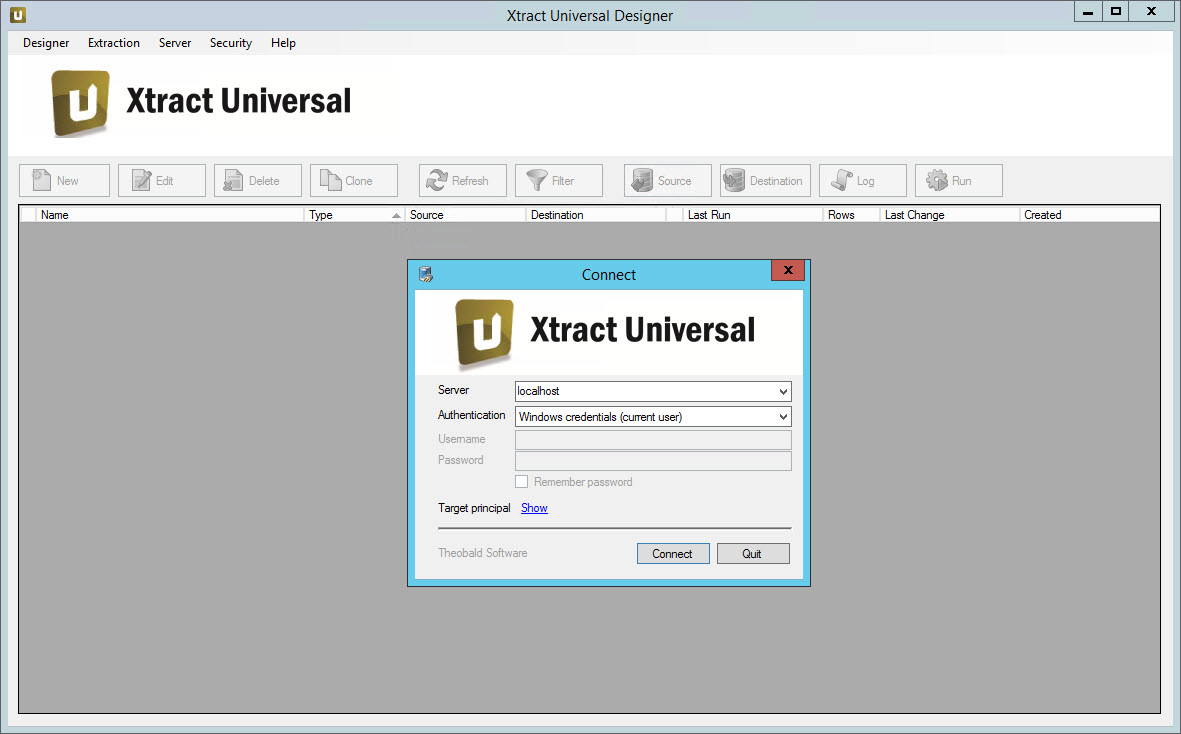 Xtract Universal Designer
Designer Extraction Server Security Help
Xtract Universal
New Edit Delete Clone Refresh Filter Source Destination Log Run
Name Type Source Destination Last Run Rows Last Change Created
Connect
Xtract Universal
Server localhost
Authentication Windows credentials (current user)
Username
Password
Remember password
Target principal Show
Theobald Software Connect Quit